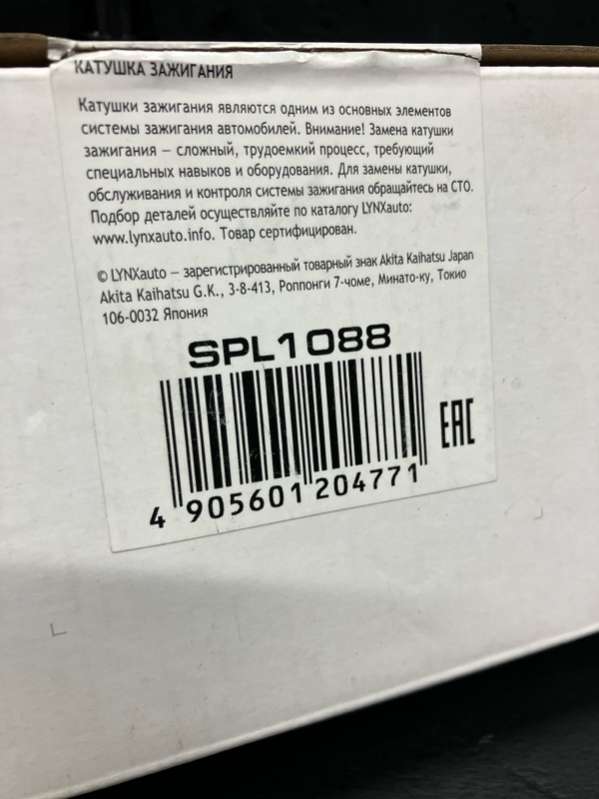 КАТУШКА ЗАЖИГАНИЯ
Катушки зажигания являются одним из основных элементов
системы зажигания автомобилей. Внимание! Замена катушки
зажигания — сложный, трудоемкий процесс, требующий
специальных навыков и оборудования. Для замены катушки,
обслуживания и контроля системы зажигания обращайтесь на СТО.
Подбор деталей осуществляйте по каталогу LYNXauto:
www.lynxauto.info. Товар сертифицирован.
© LYNXauto — зарегистрированный товарный знак Akita Kaihatsu Japan
Akita Kaihatsu G.K., 3-8-413, Роппонги 7-чоме, Минато-ку, Токио
106-0032 Япония
SPL1088
EAC
4 905601 204771